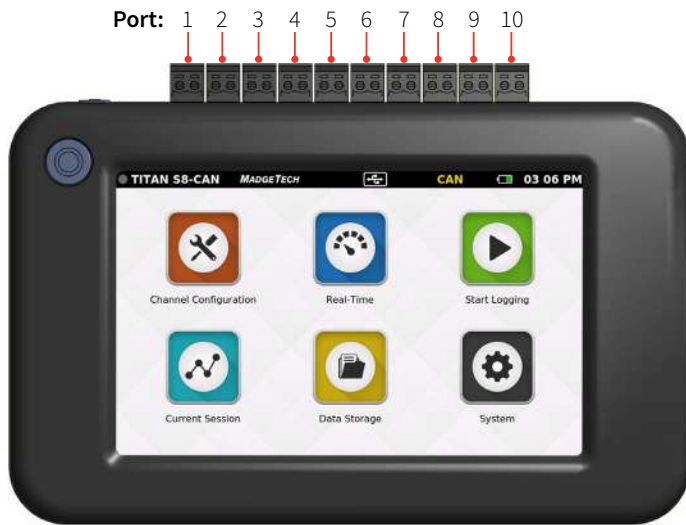 Port: 1 2 3 4 5 6 7 8 9 10
TITAN S8-CAN MADGETECH CAN 03 06 PM
Channel Configuration Real-Time Start Logging
Current Session Data Storage System